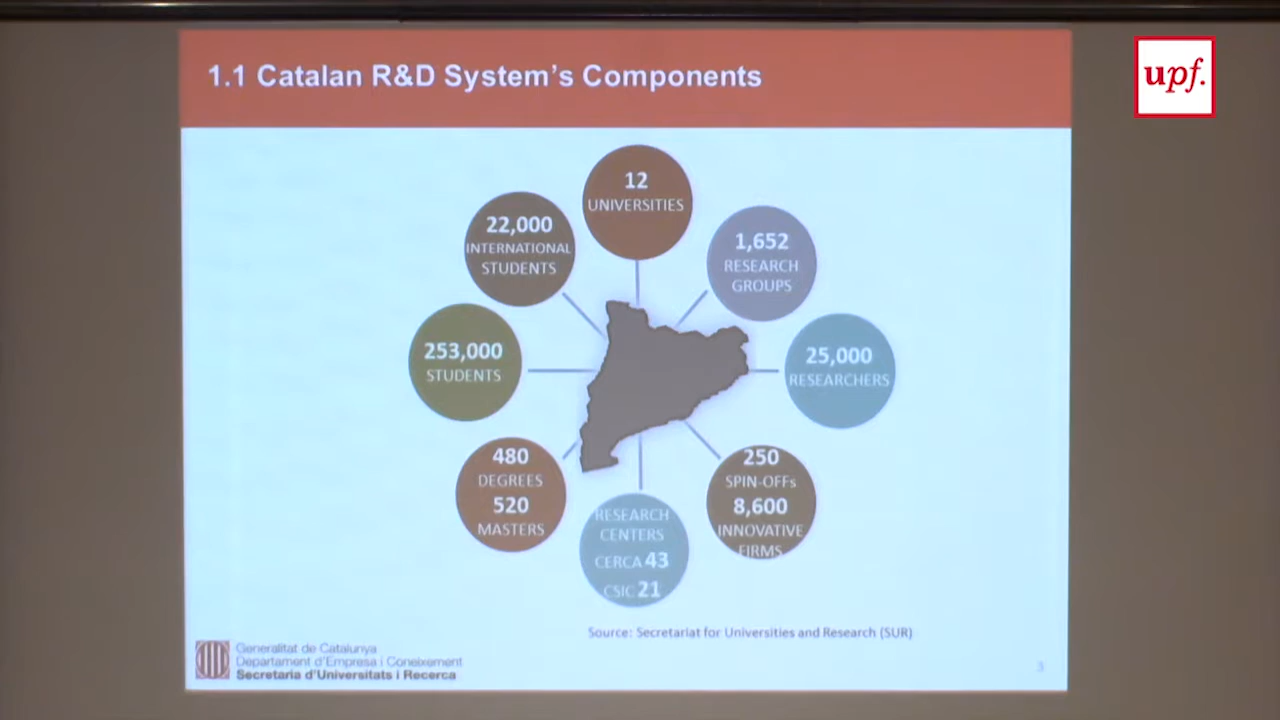 1.1 Catalan R&D System's Components
upf.
12
UNIVERSITIES
22,000
INTERNATIONAL
STUDENTS
1,652
RESEARCH
GROUPS
253,000
STUDENTS
25,000
RESEARCHERS
480
DEGREES
520
MASTERS
RESEARCH
CENTERS
CERCA 43
CSIC 21
250
SPIN-OFFs
8,600
INNOVATIVE
FIRMS
Source: Secretariat for Universities and Research (SUR)
Generalitat de Catalunya
Departament d'Empresa i Coneixement
Secretaria d'Universitats i Recerca
3